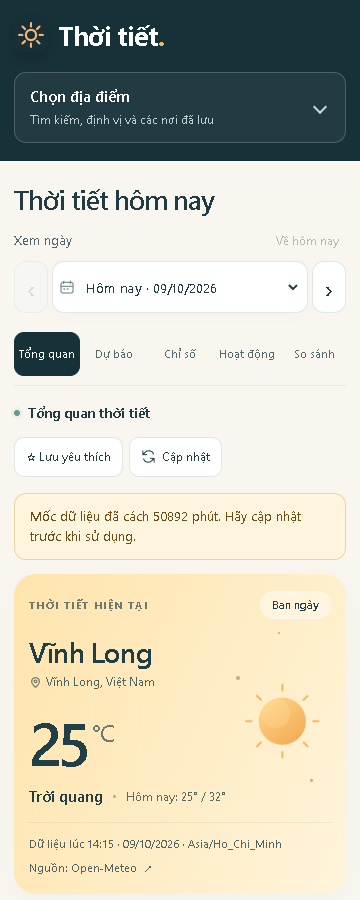 Thời tiết.
Chọn địa điểm
Tìm kiếm, định vị và các nơi đã lưu
Thời tiết hôm nay
Xem ngày
Về hôm nay
Hôm nay · 09/10/2026
Tổng quan
Dự báo
Chỉ số
Hoạt động
So sánh
Tổng quan thời tiết
☆ Lưu yêu thích
Cập nhật
Mốc dữ liệu đã cách 50892 phút. Hãy cập nhật
trước khi sử dụng.
THỜI TIẾT HIỆN TẠI
Ban ngày
Vĩnh Long
Vĩnh Long, Việt Nam
25°C
Trời quang • Hôm nay: 25° / 32°
Dữ liệu lúc 14:15 · 09/10/2026 · Asia/Ho_Chi_Minh
Nguồn: Open-Meteo ↗